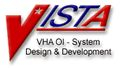 VISTA
VHA OI - System
Design & Development